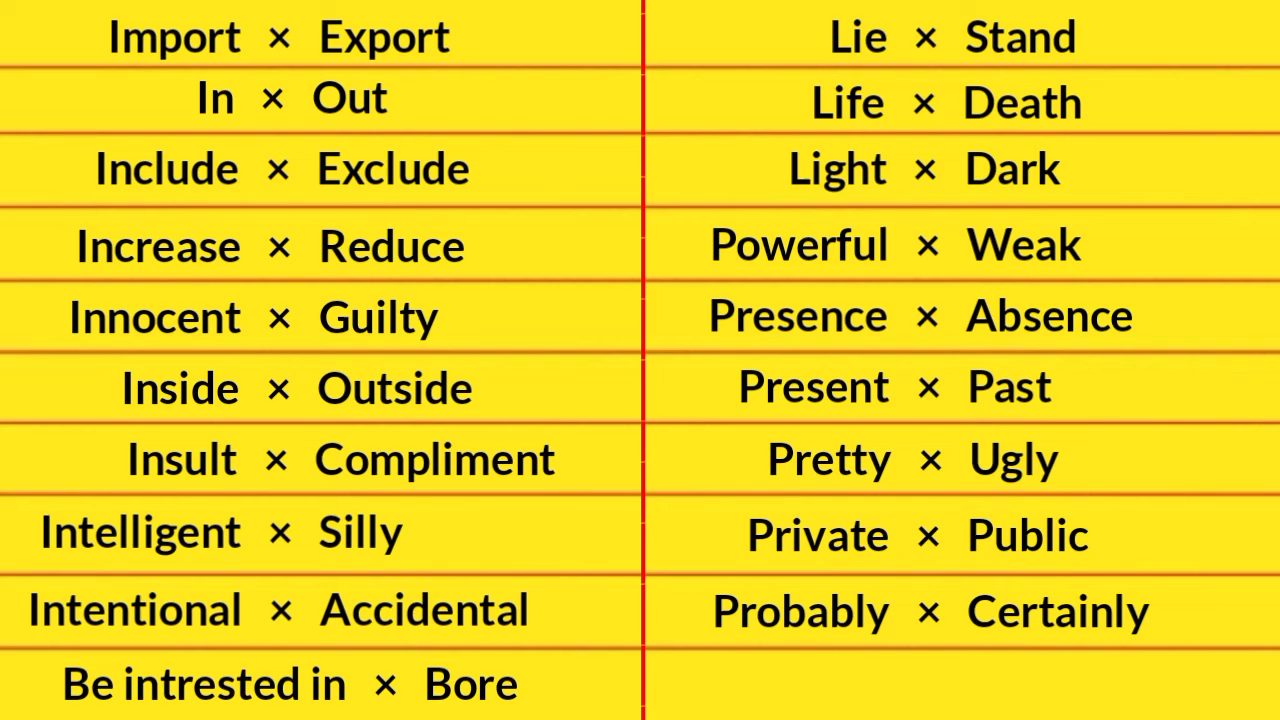 Import × Export
In × Out
Include × Exclude
Increase × Reduce
Innocent × Guilty
Inside × Outside
Insult × Compliment
Intelligent × Silly
Intentional × Accidental
Be intrested in × Bore
Lie × Stand
Life × Death
Light × Dark
Powerful × Weak
Presence × Absence
Present × Past
Pretty × Ugly
Private × Public
Probably × Certainly